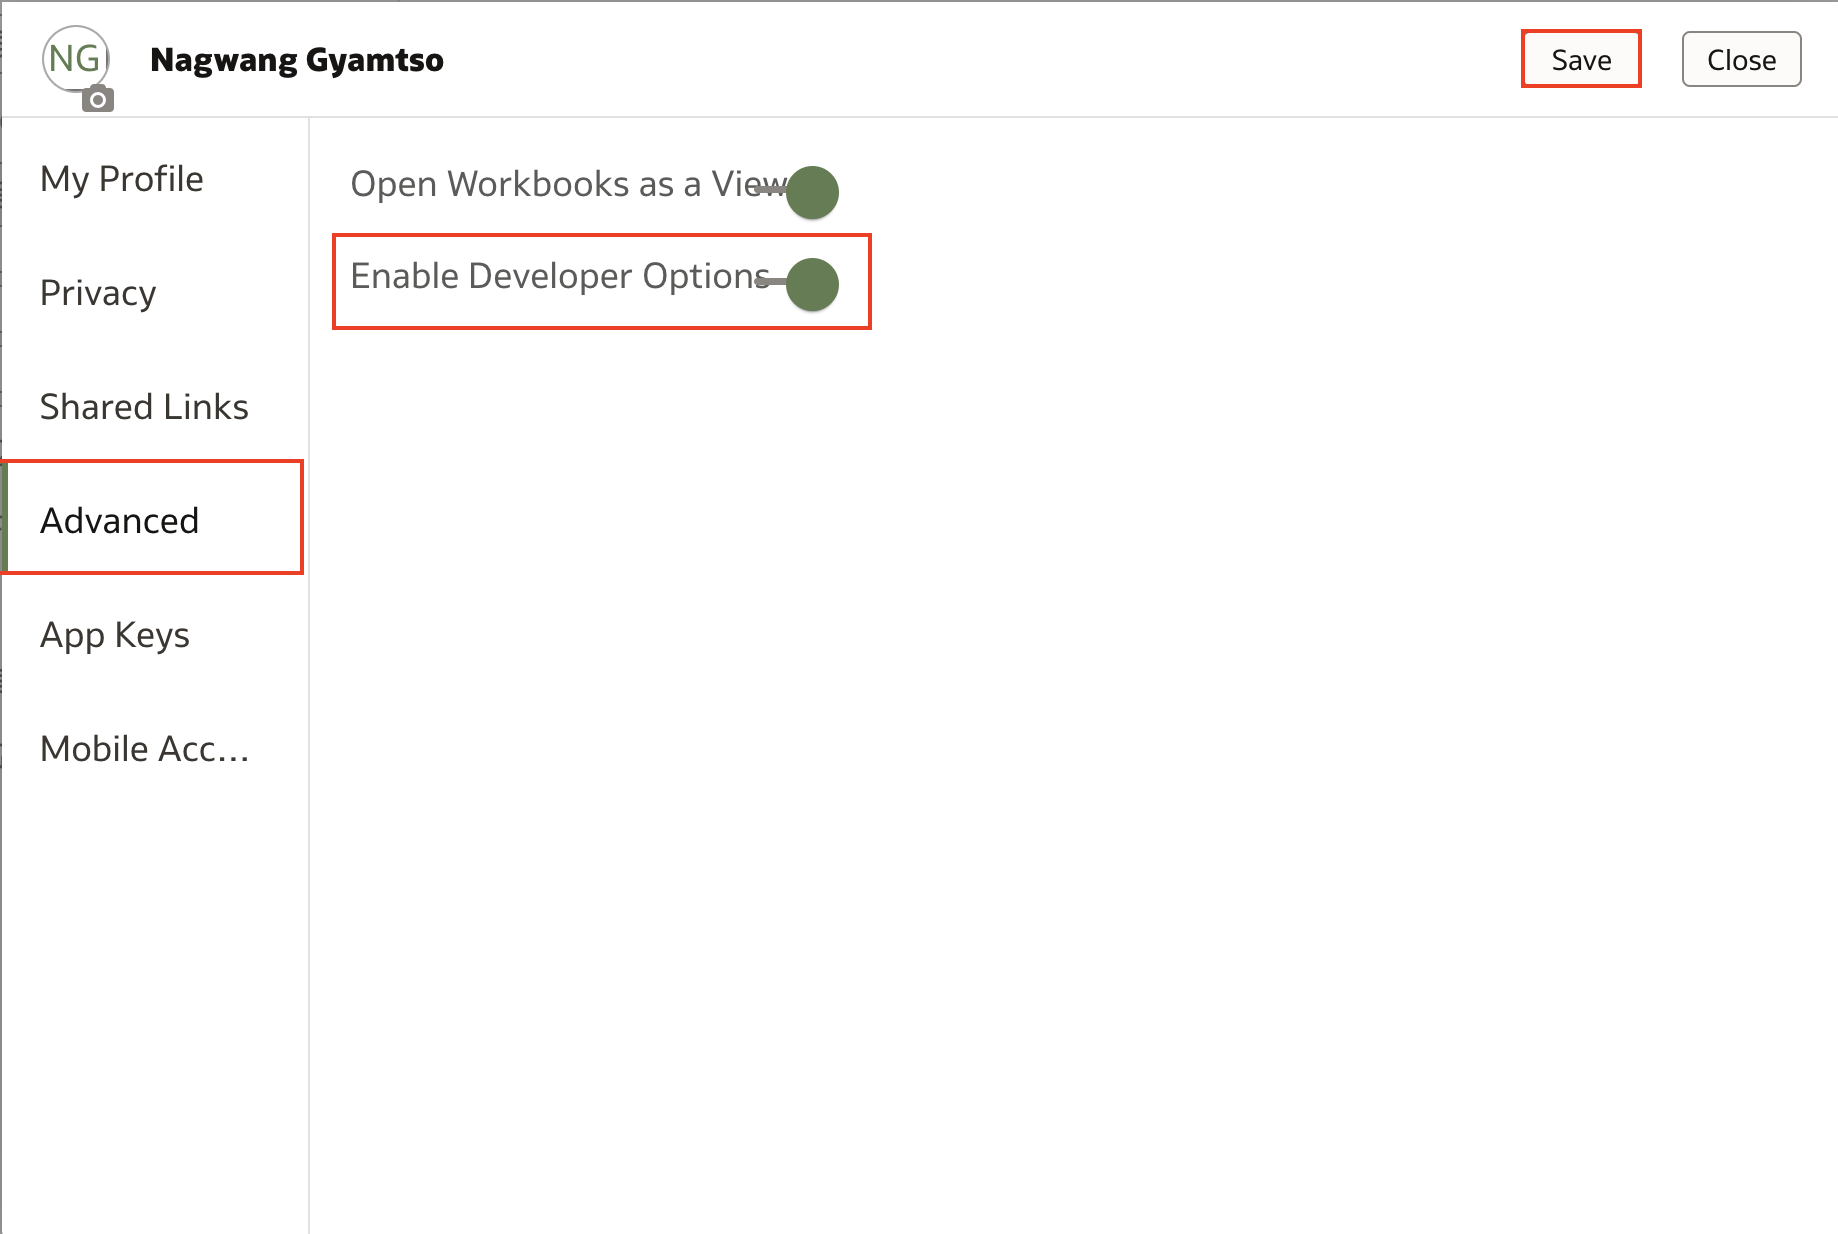 NG
Nagwang Gyamtso
Save
Close
My Profile
Privacy
Shared Links
Advanced
App Keys
Mobile Acc...
Open Workbooks as a View
Enable Developer Options